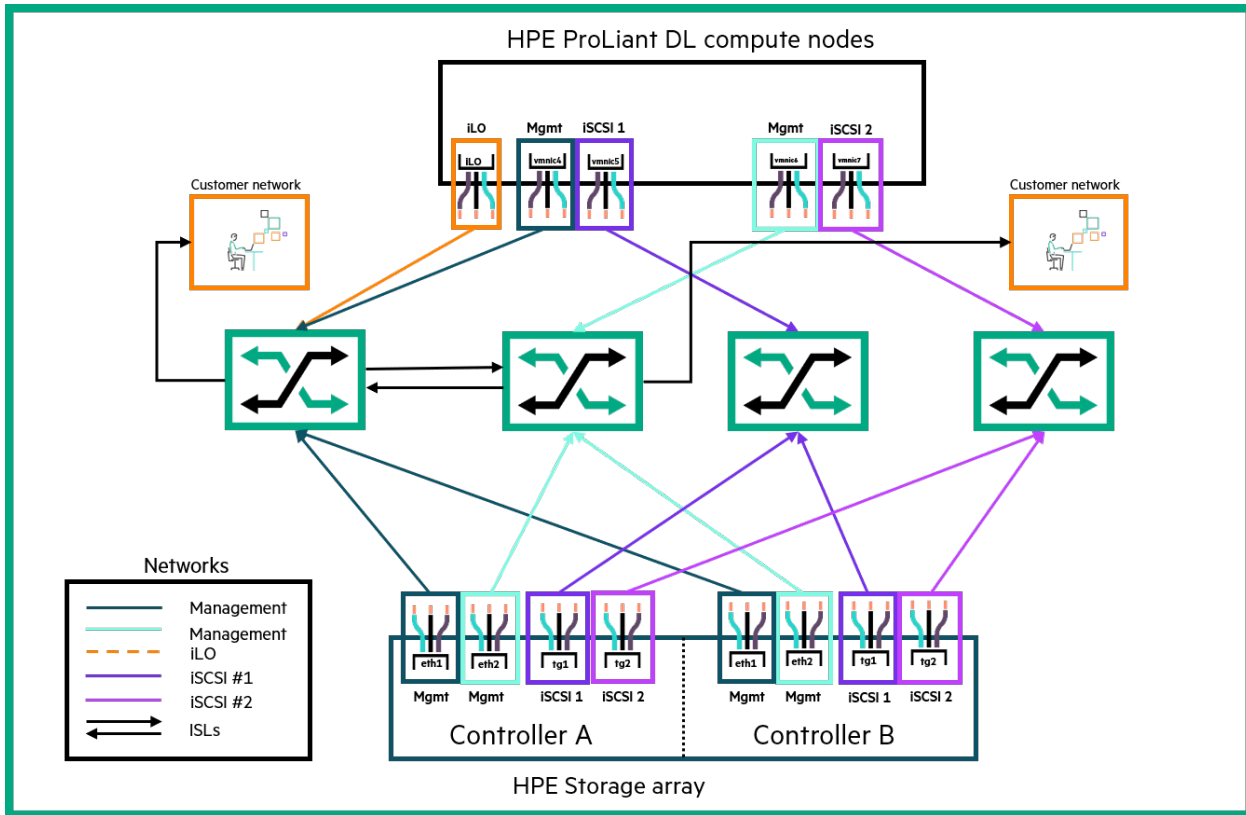 HPE ProLiant DL compute nodes
iLO
Mgmt
iSCSI 1
Mgmt
iSCSI 2
iLO
vmnic4
vmnic5
vmnic6
vmnic7
Customer network
Customer network
Networks
Management
Management
iLO
iSCSI #1
iSCSI #2
ISLs
eth1
eth2
tg1
tg2
eth1
eth2
tg1
tg2
Mgmt
Mgmt
iSCSI 1
iSCSI 2
Mgmt
Mgmt
iSCSI 1
iSCSI 2
Controller A
Controller B
HPE Storage array